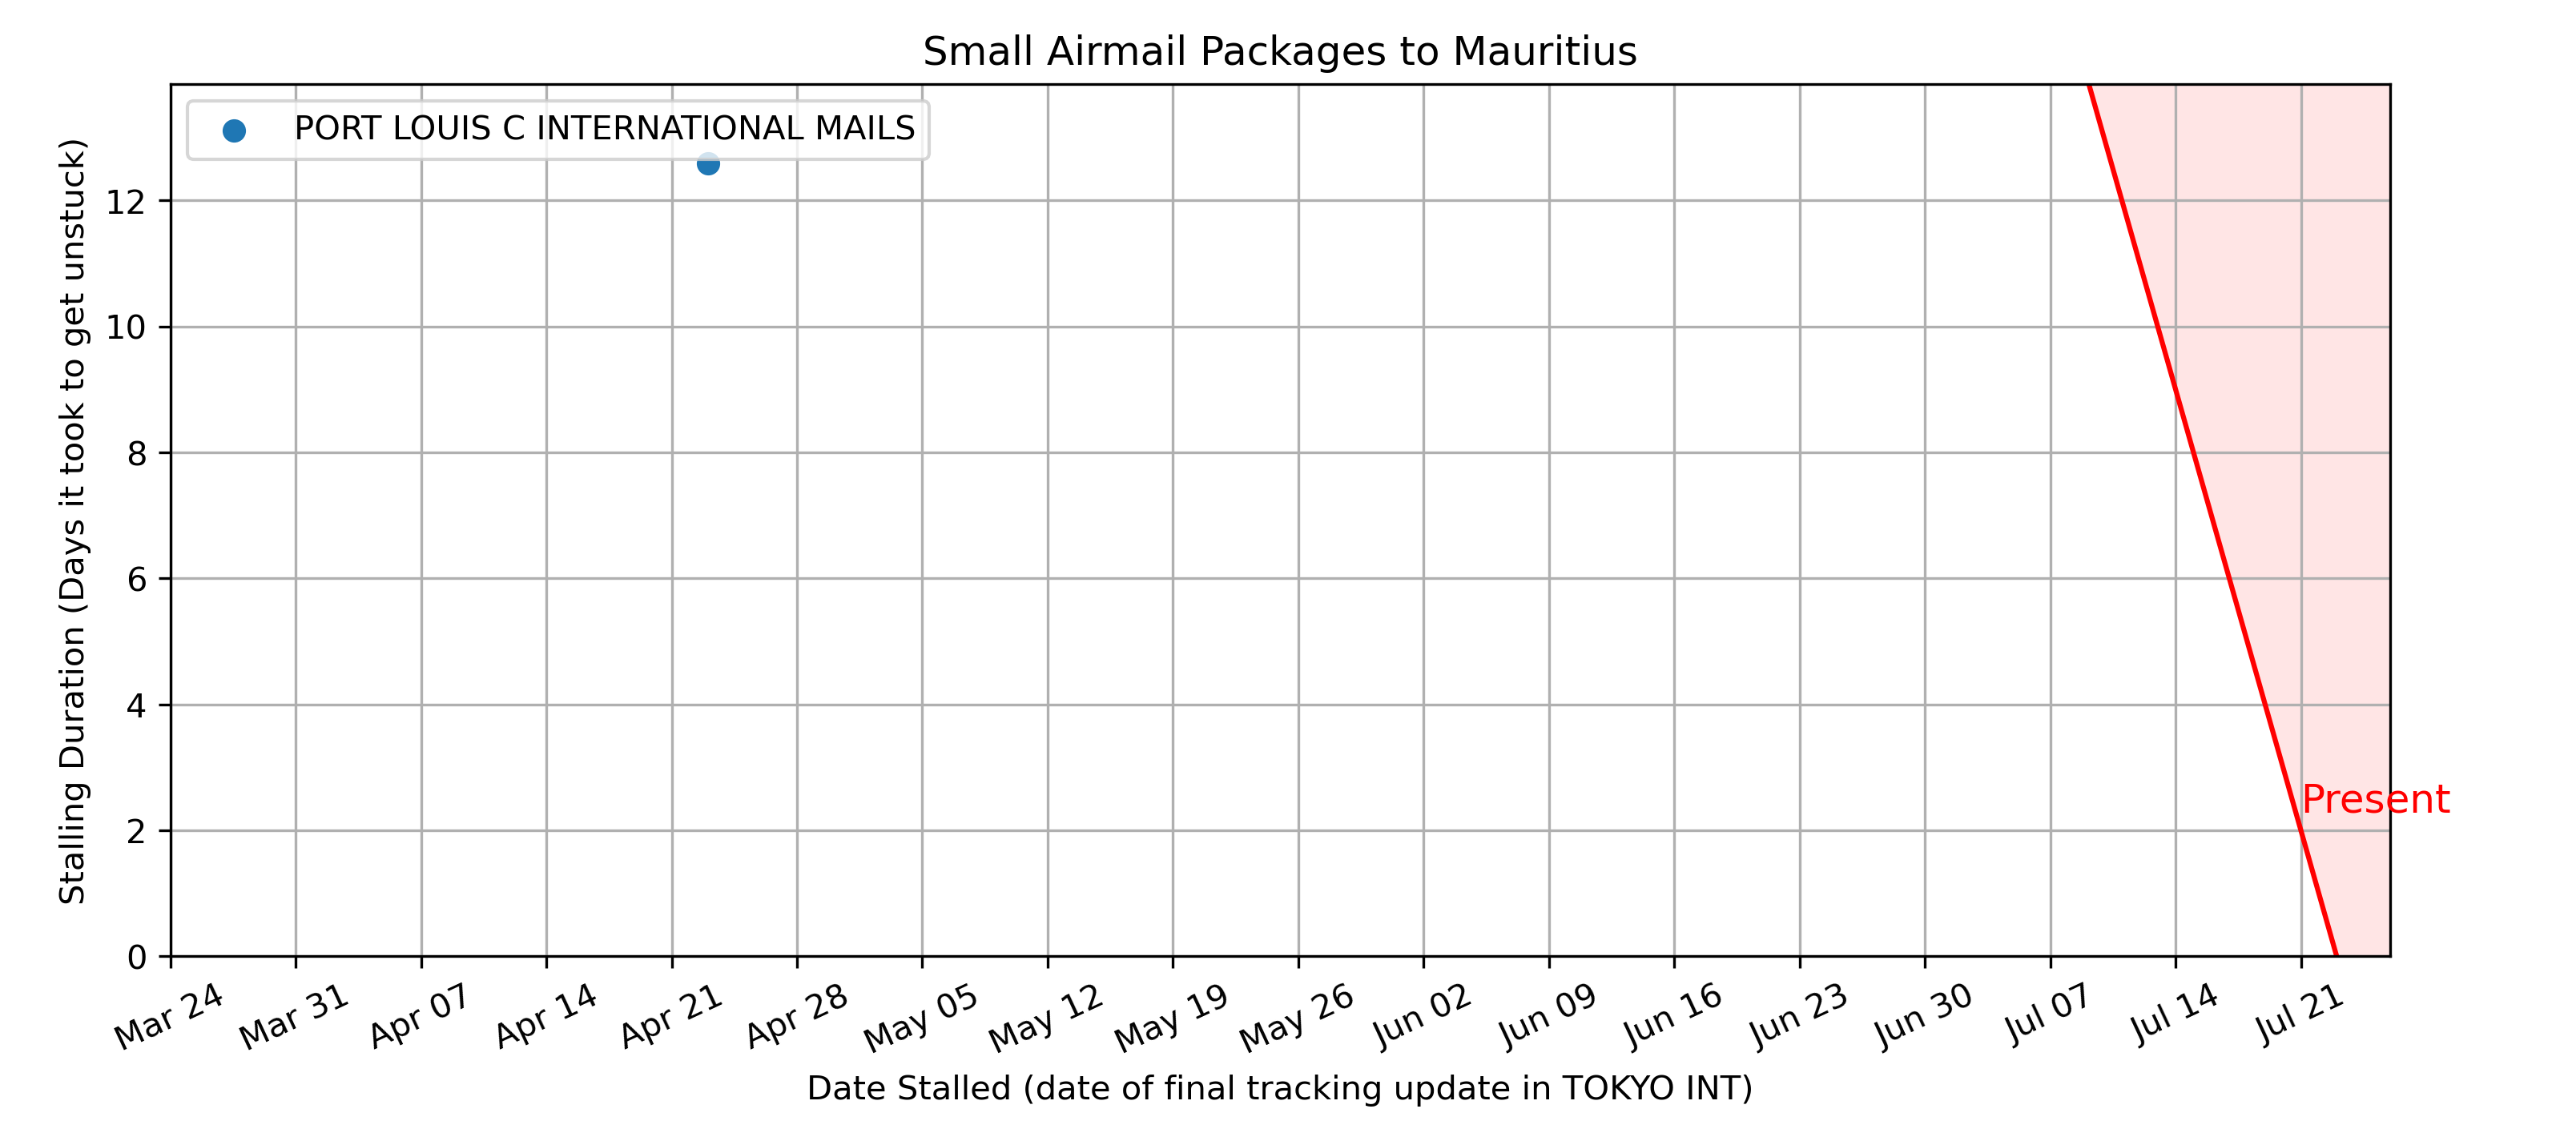 Small Airmail Packages to Mauritius
PORT LOUIS C INTERNATIONAL MAILS
Stalling Duration (Days it took to get unstuck)
12
10
8
6
4
2
0
Present
Mar 24
Mar 31
Apr 07
Apr 14
Apr 21
Apr 28
May 05
May 12
May 19
May 26
Jun 02
Jun 09
Jun 16
Jun 23
Jun 30
Jul 07
Jul 14
Jul 21
Date Stalled (date of final tracking update in TOKYO INT)